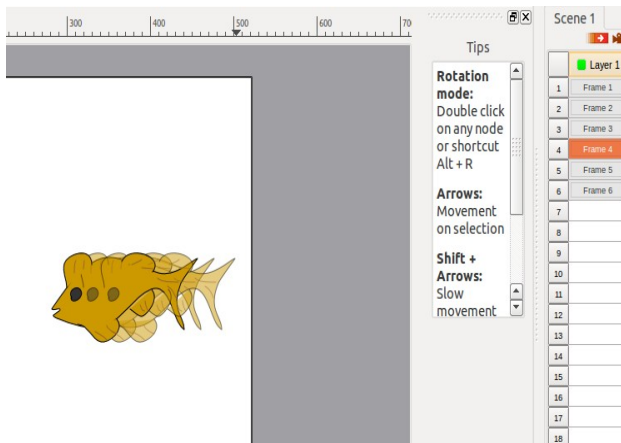 300 400 500 600 70
Tips
Rotation
mode:
Double click
on any node
or shortcut
Alt + R
Arrows:
Movement
on selection
Shift +
Arrows:
Slow
movement
Scene 1
Layer 1
1 Frame 1
2 Frame 2
3 Frame 3
4 Frame 4
5 Frame 5
6 Frame 6
7
8
9
10
11
12
13
14
15
16
17
18